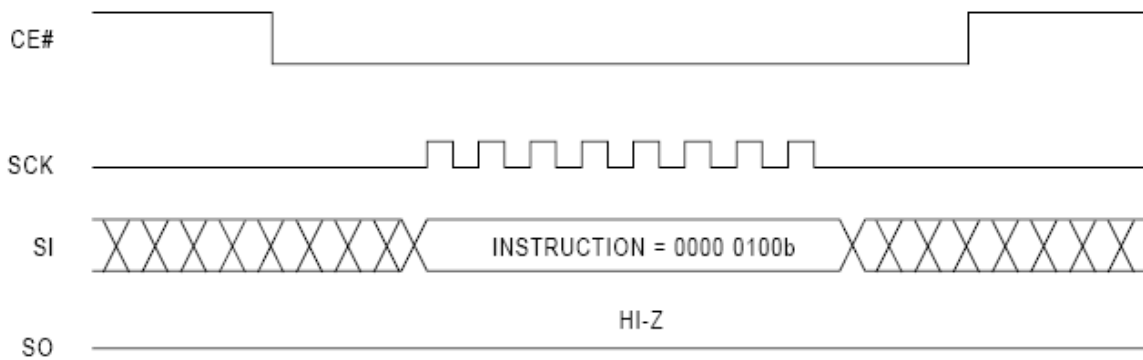 CE#
SCK
SI
INSTRUCTION = 0000 0100b
HI-Z
SO